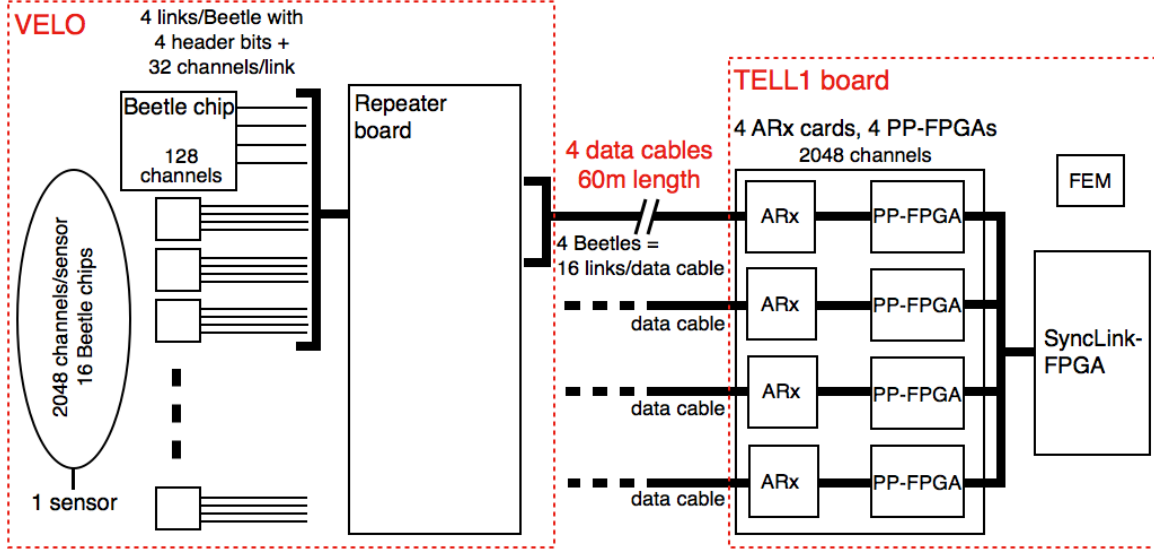 VELO
4 links/Beetle with
4 header bits +
32 channels/link
Beetle chip
128
channels
2048 channels/sensor
16 Beetle chips
1 sensor
Repeater
board
4 data cables
60m length
4 Beetles =
16 links/data cable
data cable
data cable
data cable
TELL1 board
4 ARx cards, 4 PP-FPGAs
2048 channels
ARx
PP-FPGA
ARx
PP-FPGA
ARx
PP-FPGA
ARx
PP-FPGA
FEM
SyncLink-
FPGA